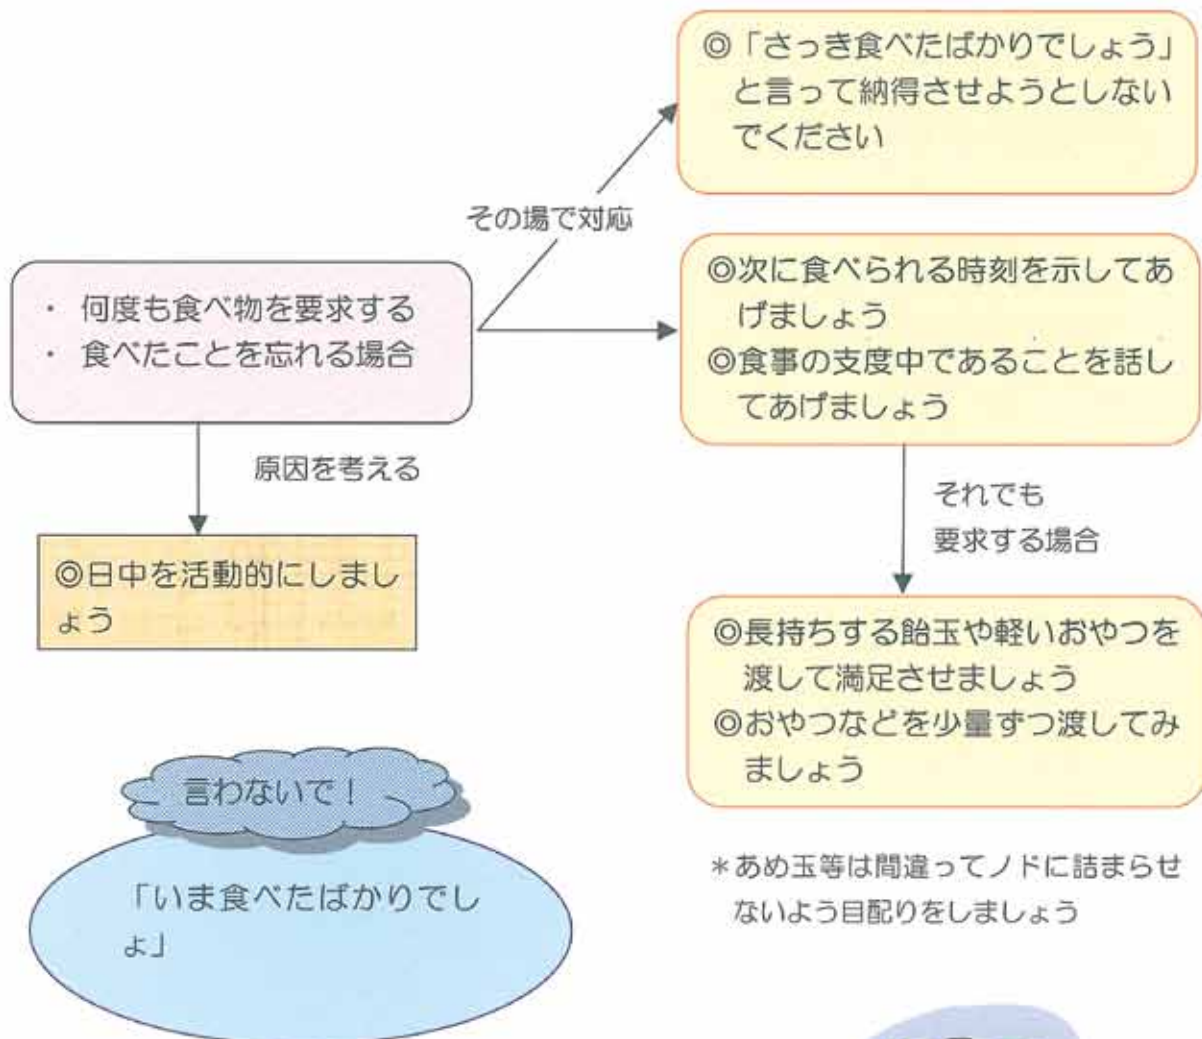 ◎「さっき食べたばかりでしょう」
と言って納得させようとしない
でください
その場で対応
◎次に食べられる時刻を示してあ
げましょう
◎食事の支度中であることを話し
てあげましょう
・ 何度も食べ物を要求する
・ 食べたことを忘れる場合
原因を考える
◎日中を活動的にしまし
ょう
それでも
要求する場合
◎長持ちする飴玉や軽いおやつを
渡して満足させましょう
◎おやつなどを少量ずつ渡してみ
ましょう
言わないで！
「いま食べたばかりでし
ょ」
＊あめ玉等は間違ってノドに詰まらせ
ないよう目配りをしましょう